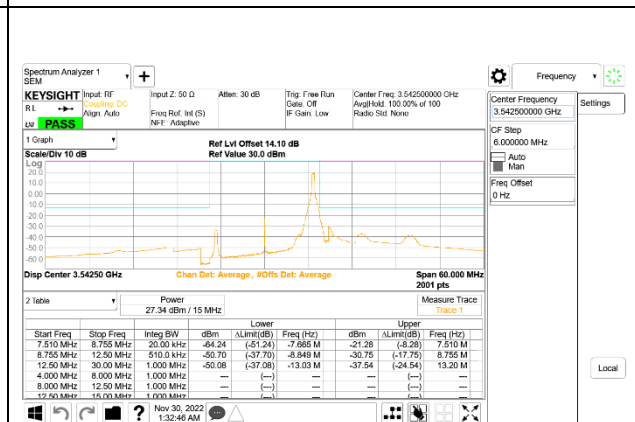 Spectrum Analyzer 1
SEM
Frequency
KEYSIGHT
Input: RF
Input Z: 50 Ω
Atten: 30 dB
Trig: Free Run
Center Freq: 3.542500000 GHz
RL
Coupling: DC
Gate: Off
Avg|Hold: 100.00% of 100
Align: Auto
Freq Ref: Int (S)
IF Gain: Low
Radio Std: None
NFE: Adaptive
PASS
Center Frequency
3.542500000 GHz
Settings
CF Step
6.000000 MHz
Auto
Man
Freq Offset
0 Hz
Local
1 Graph
Ref Lvl Offset 14.10 dB
Scale/Div 10 dB
Ref Value 30.0 dBm
Log
20.0
10.0
0.00
-10.0
-20.0
-30.0
-40.0
-50.0
-60.0
Disp Center 3.54250 GHz
Chan Det: Average , #Offs Det: Average
Span 60.000 MHz
2001 pts
2 Table
Power
27.34 dBm / 15 MHz
Measure Trace
Trace 1
Lower Upper
Start Freq Stop Freq Integ BW dBm ΔLimit(dB) Freq (Hz) dBm ΔLimit(dB) Freq (Hz)
7.510 MHz 8.755 MHz 20.00 kHz -64.24 (-51.24) -7.665 M -21.28 (-8.28) 7.510 M
8.755 MHz 12.50 MHz 510.0 kHz -50.70 (-37.70) -8.849 M -30.75 (-17.75) 8.755 M
12.50 MHz 30.00 MHz 1.000 MHz -50.08 (-37.08) -13.03 M -37.54 (-24.54) 13.20 M
4.000 MHz 8.000 MHz 1.000 MHz --- (---) --- --- (---) ---
8.000 MHz 12.50 MHz 1.000 MHz --- (---) --- --- (---) ---
12.50 MHz 15.00 MHz 1.000 MHz --- (---) --- --- (---) ---
Nov 30, 2022
1:32:46 AM